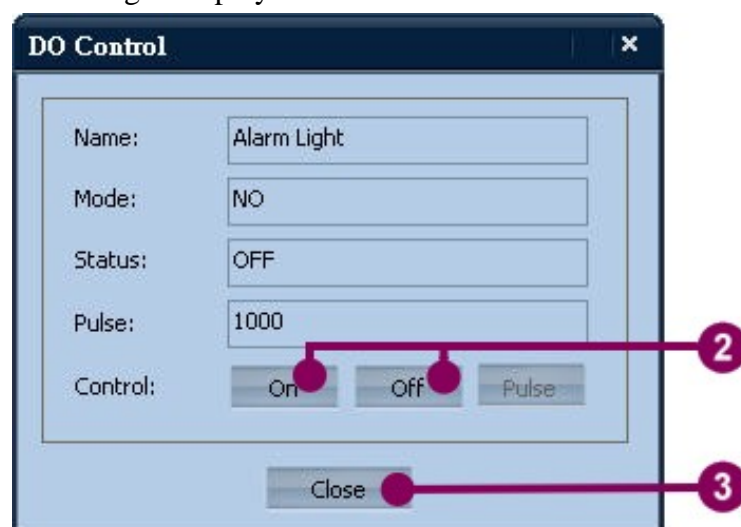 DO Control
Name: Alarm Light
Mode: NO
Status: OFF
Pulse: 1000
Control: On Off Pulse
2
Close
3